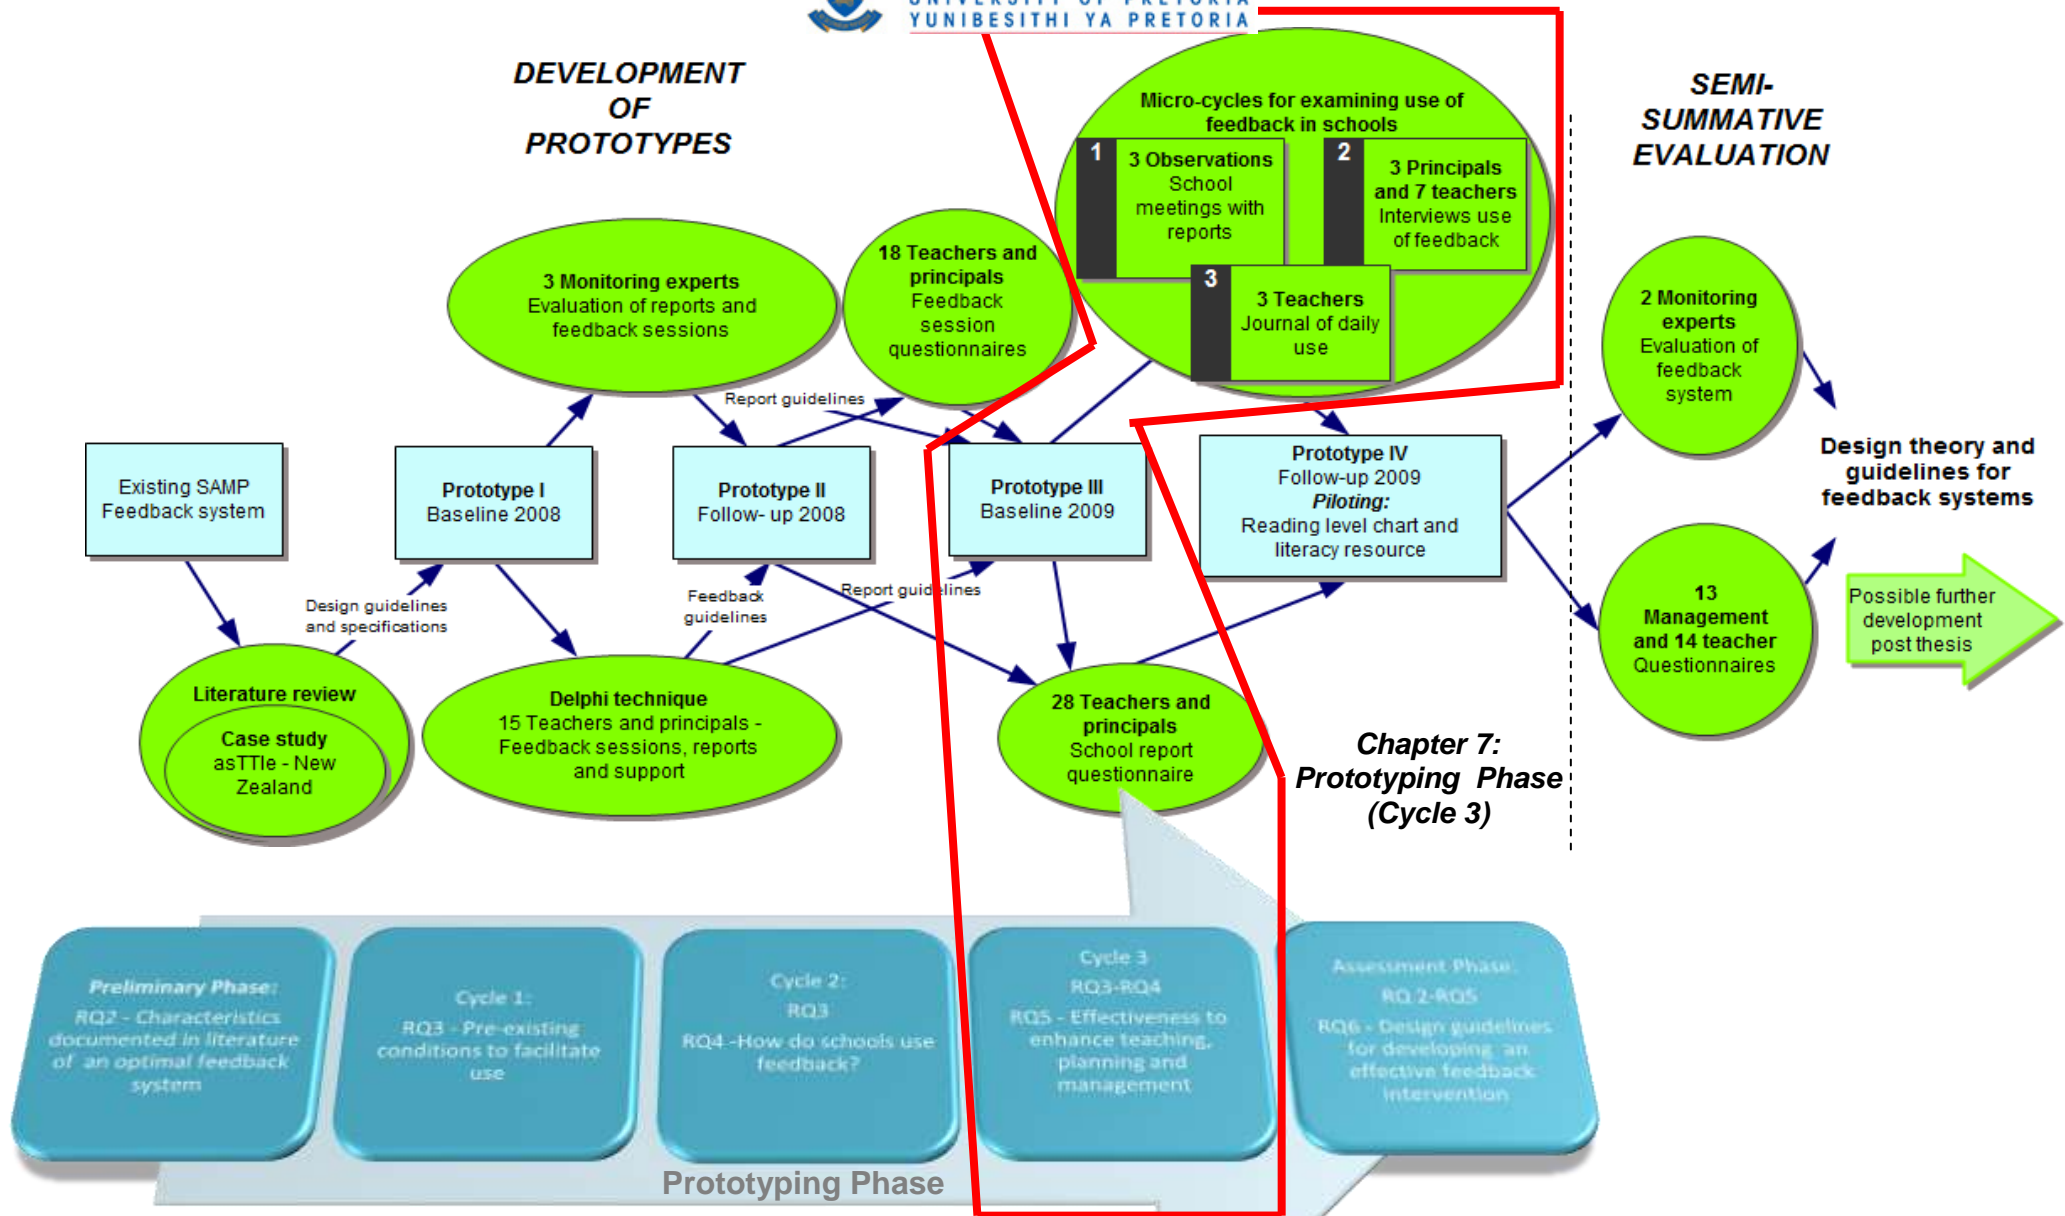 UNIVERSITY OF PRETORIA
YUNIBESITHI YA PRETORIA
DEVELOPMENT
OF
PROTOTYPES
SEMI-
SUMMATIVE
EVALUATION
Micro-cycles for examining use of
feedback in schools
1
3 Observations
School
meetings with
reports
2
3 Principals
and 7 teachers
Interviews use
of feedback
3
3 Teachers
Journal of daily
use
3 Monitoring experts
Evaluation of reports and
feedback sessions
18 Teachers and
principals
Feedback
session
questionnaires
2 Monitoring
experts
Evaluation of
feedback
system
Report guidelines
Existing SAMP
Feedback system
Prototype I
Baseline 2008
Prototype II
Follow- up 2008
Prototype III
Baseline 2009
Prototype IV
Follow-up 2009
Piloting:
Reading level chart and
literacy resource
Design theory and
guidelines for
feedback systems
Design guidelines
and specifications
Feedback
guidelines
Report guidelines
13
Management
and 14 teacher
Questionnaires
Possible further
development
post thesis
Literature review
Case study
asTTle - New
Zealand
Delphi technique
15 Teachers and principals -
Feedback sessions, reports
and support
28 Teachers and
principals
School report
questionnaire
Chapter 7:
Prototyping Phase
(Cycle 3)
Preliminary Phase:
RQ2 - Characteristics
documented in literature
of an optimal feedback
system
Cycle 1:
RQ3 - Pre-existing
conditions to facilitate
use
Cycle 2:
RQ3
RQ4 -How do schools use
feedback?
Cycle 3
RQ3-RQ4
RQ5 - Effectiveness to
enhance teaching,
planning and
management
Assessment Phase:
RQ 2-RQ5
RQ6 - Design guidelines
for developing an
effective feedback
intervention
Prototyping Phase